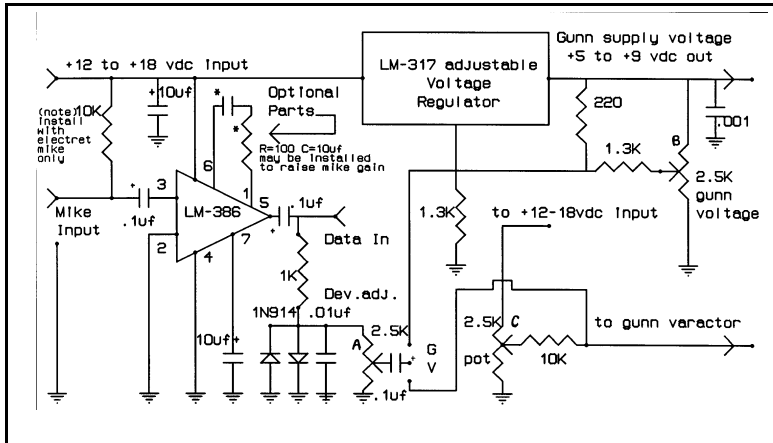 +12 to +18 vdc input
LM-317 adjustable
Voltage
Regulator
Gunn supply voltage
+5 to +9 vdc out
+10uf
*
Optional
Parts
*
R=100 C=10uf
may be installed
to raise mike gain
(note)
install
with
electret
mike
only
10K
220
.001
6
1.3K
B
2.5K
gunn
voltage
+
3
1
5
.1uf
LM-386
.1uf
Mike
Input
2
4
7
+
Data In
1.3K
to +12-18vdc input
1K
Dev.adj.
1N914
.01uf
10uf
+
2.5K
A
+
G
V
.1uf
2.5K
C
pot
10K
to gunn varactor